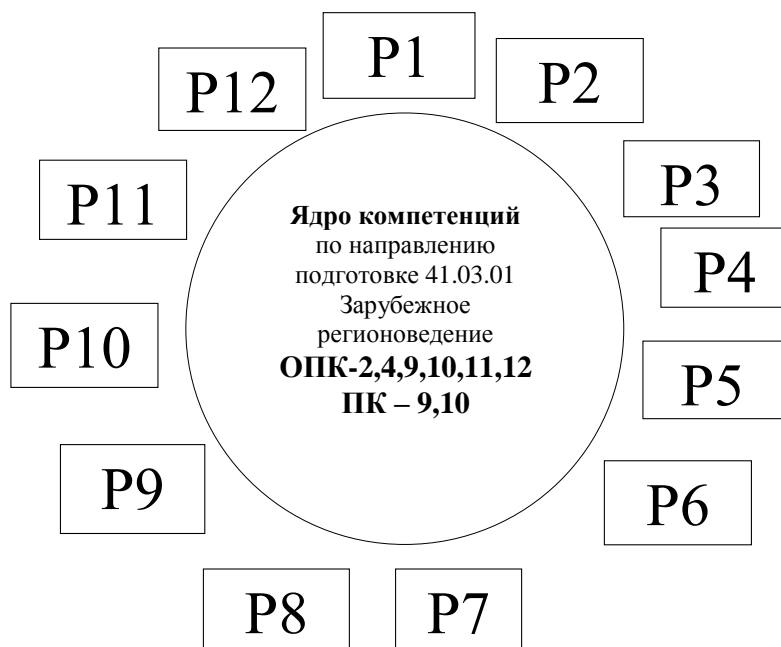 P1
P2
P12
P3
P11
P4
Ядро компетенций
по направлению
подготовке 41.03.01
Зарубежное
регионоведение
ОПК-2,4,9,10,11,12
ПК – 9,10
P10
P5
P9
P6
P8
P7